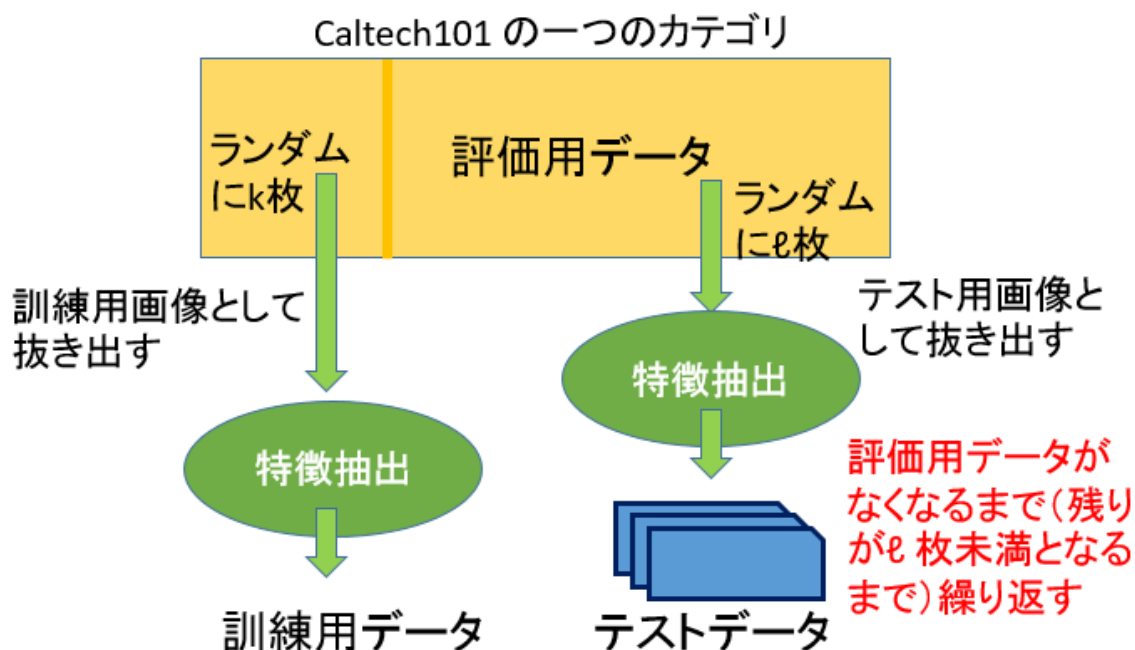 Caltech101 の一つのカテゴリ
ランダム
にk枚
評価用データ
ランダム
にℓ枚
訓練用画像として
抜き出す
テスト用画像と
して抜き出す
特徴抽出
特徴抽出
評価用データが
なくなるまで(残り
がℓ 枚未満となる
まで)繰り返す
訓練用データ
テストデータ